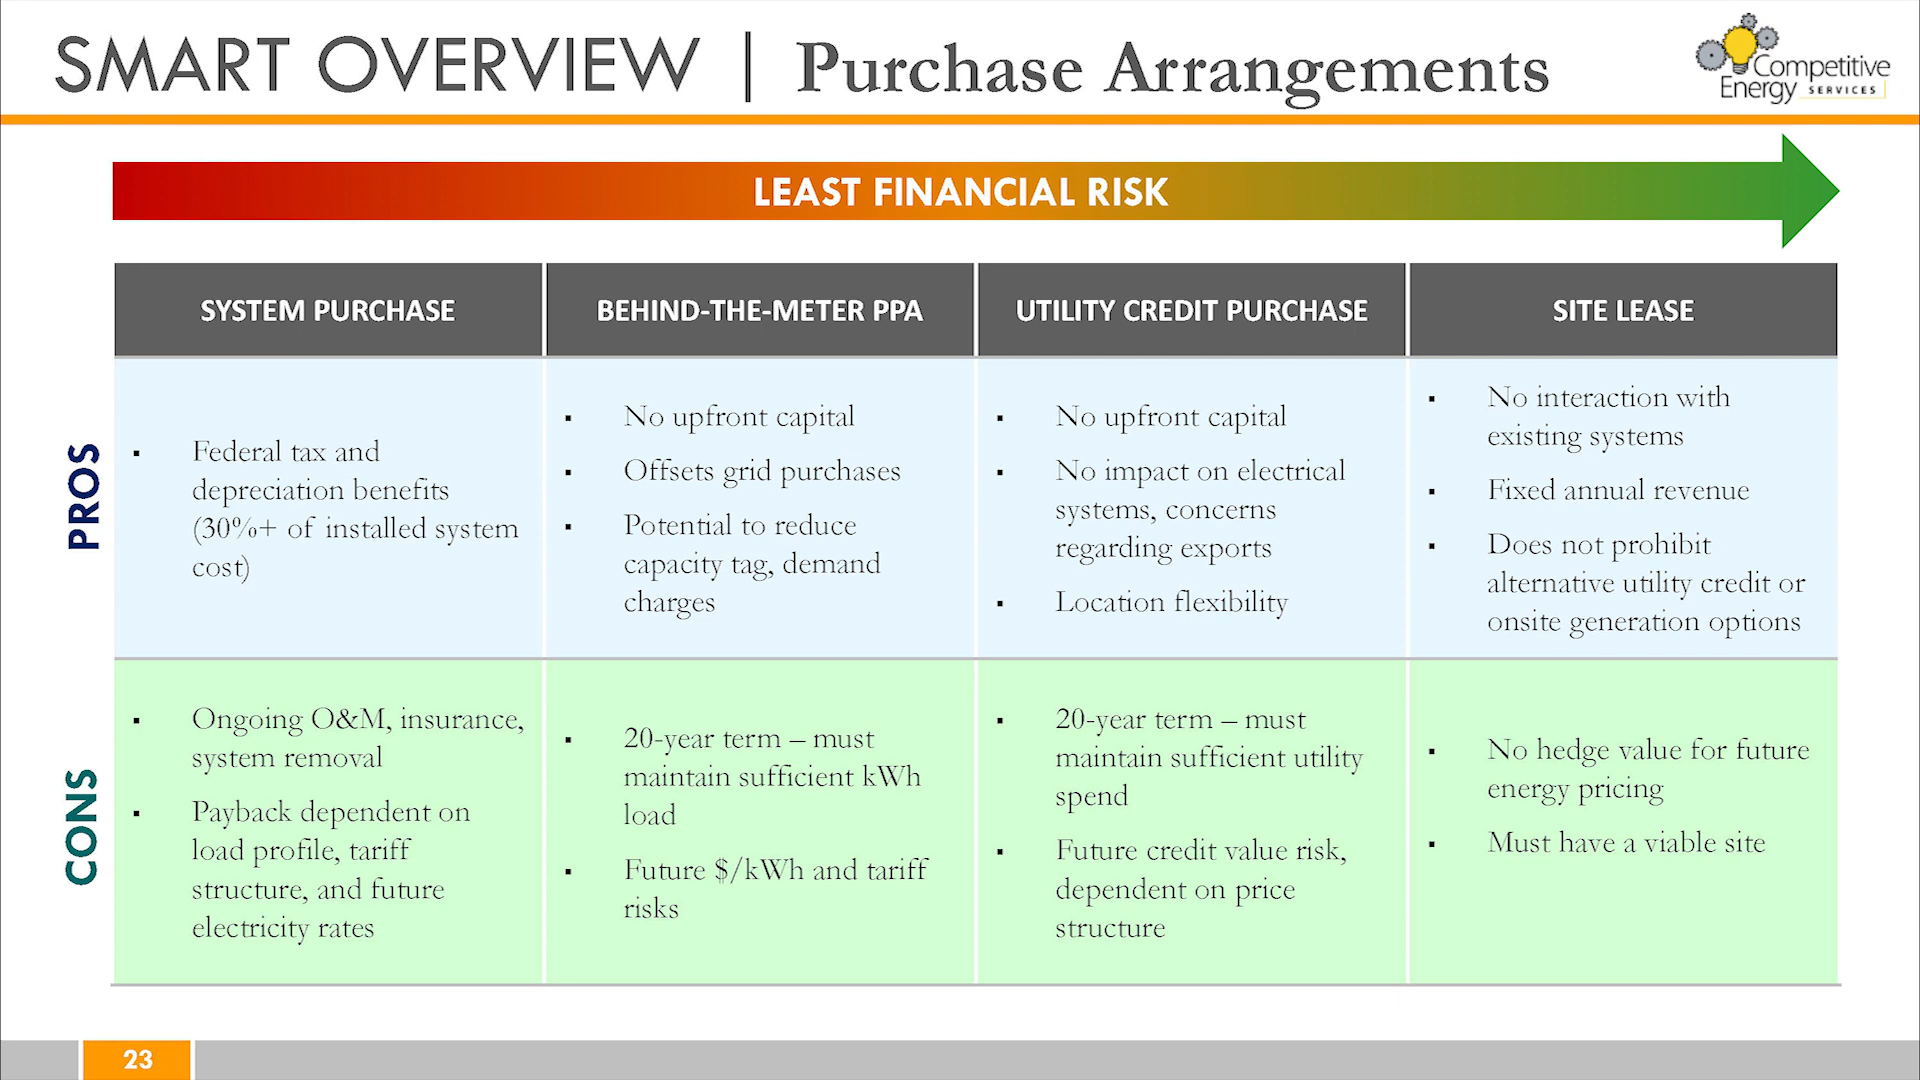 SMART OVERVIEW | Purchase Arrangements
Competitive
Energy SERVICES
LEAST FINANCIAL RISK
SYSTEM PURCHASE
BEHIND-THE-METER PPA
UTILITY CREDIT PURCHASE
SITE LEASE
PROS
▪ Federal tax and
depreciation benefits
(30%+ of installed system
cost)
▪ No upfront capital
▪ Offsets grid purchases
▪ Potential to reduce
capacity tag, demand
charges
▪ No upfront capital
▪ No impact on electrical
systems, concerns
regarding exports
▪ Location flexibility
▪ No interaction with
existing systems
▪ Fixed annual revenue
▪ Does not prohibit
alternative utility credit or
onsite generation options
CONS
▪ Ongoing O&M, insurance,
system removal
▪ Payback dependent on
load profile, tariff
structure, and future
electricity rates
▪ 20-year term – must
maintain sufficient kWh
load
▪ Future $/kWh and tariff
risks
▪ 20-year term – must
maintain sufficient utility
spend
▪ Future credit value risk,
dependent on price
structure
▪ No hedge value for future
energy pricing
▪ Must have a viable site
23